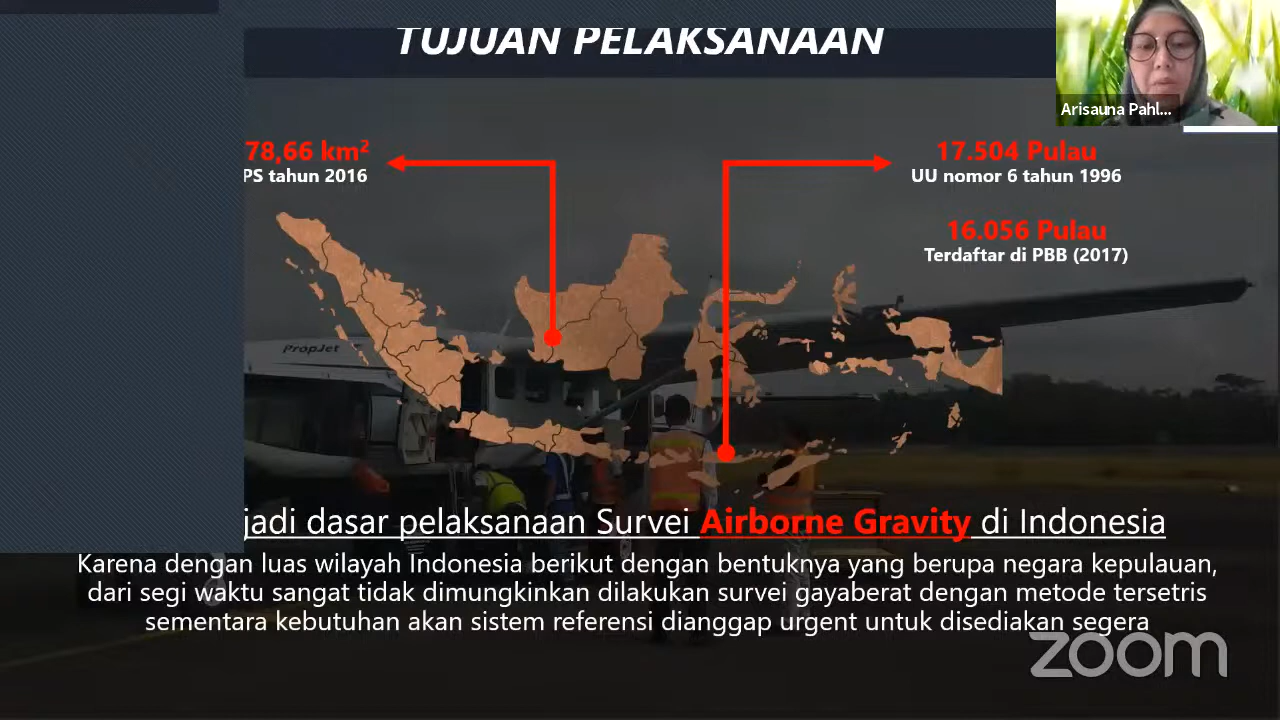 TUJUAN PELAKSANAAN
Arisauna Pahl...
78,66 km²
PS tahun 2016
17.504 Pulau
UU nomor 6 tahun 1996
16.056 Pulau
Terdaftar di PBB (2017)
PropJet
jadi dasar pelaksanaan Survei Airborne Gravity di Indonesia
Karena dengan luas wilayah Indonesia berikut dengan bentuknya yang berupa negara kepulauan,
dari segi waktu sangat tidak dimungkinkan dilakukan survei gayaberat dengan metode tersetris
sementara kebutuhan akan sistem referensi dianggap urgent untuk disediakan segera
zoom